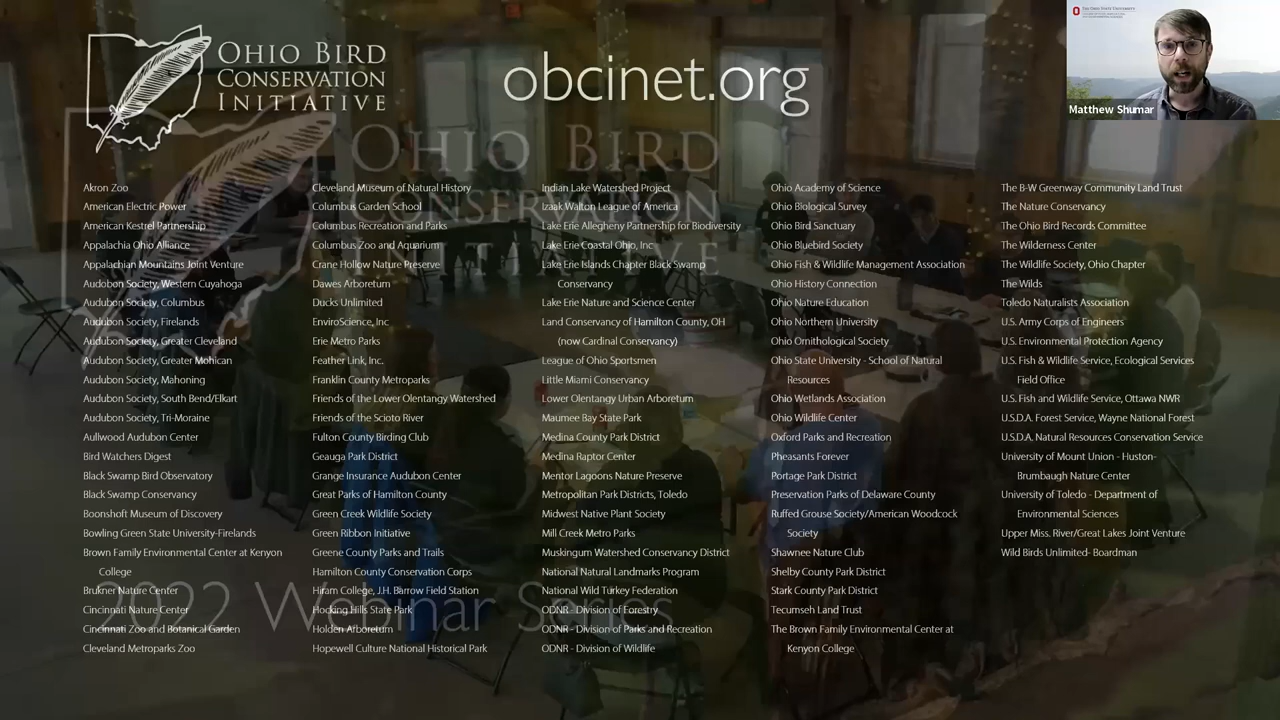 OHIO BIRD
CONSERVATION
INITIATIVE
obcinet.org
THE OHIO STATE UNIVERSITY
Matthew Shumar
OHIO BIRD
CONSERVATION
INITIATIVE
Akron Zoo
American Electric Power
American Kestrel Partnership
Appalachia Ohio Alliance
Appalachian Mountains Joint Venture
Audobon Society, Western Cuyahoga
Audubon Society, Columbus
Audubon Society, Firelands
Audubon Society, Greater Cleveland
Audubon Society, Greater Mohican
Audubon Society, Mahoning
Audubon Society, South Bend/Elkart
Audubon Society, Tri-Moraine
Aullwood Audubon Center
Bird Watchers Digest
Black Swamp Bird Observatory
Black Swamp Conservancy
Boonshoft Museum of Discovery
Bowling Green State University-Firelands
Brown Family Environmental Center at Kenyon
College
Brukner Nature Center
Cincinnati Nature Center
Cincinnati Zoo and Botanical Garden
Cleveland Metroparks Zoo
Cleveland Museum of Natural History
Columbus Garden School
Columbus Recreation and Parks
Columbus Zoo and Aquarium
Crane Hollow Nature Preserve
Dawes Arboretum
Ducks Unlimited
EnviroScience, Inc
Erie Metro Parks
Feather Link, Inc.
Franklin County Metroparks
Friends of the Lower Olentangy Watershed
Friends of the Scioto River
Fulton County Birding Club
Geauga Park District
Grange Insurance Audubon Center
Great Parks of Hamilton County
Green Creek Wildlife Society
Green Ribbon Initiative
Greene County Parks and Trails
Hamilton County Conservation Corps
Hiram College, J.H. Barrow Field Station
Hocking Hills State Park
Holden Arboretum
Hopewell Culture National Historical Park
Indian Lake Watershed Project
Izaak Walton League of America
Lake Erie Allegheny Partnership for Biodiversity
Lake Erie Coastal Ohio, Inc
Lake Erie Islands Chapter Black Swamp
Conservancy
Lake Erie Nature and Science Center
Land Conservancy of Hamilton County, OH
(now Cardinal Conservancy)
League of Ohio Sportsmen
Little Miami Conservancy
Lower Olentangy Urban Arboretum
Maumee Bay State Park
Medina County Park District
Medina Raptor Center
Mentor Lagoons Nature Preserve
Metropolitan Park Districts, Toledo
Midwest Native Plant Society
Mill Creek Metro Parks
Muskingum Watershed Conservancy District
National Natural Landmarks Program
National Wild Turkey Federation
ODNR - Division of Forestry
ODNR - Division of Parks and Recreation
ODNR - Division of Wildlife
Ohio Academy of Science
Ohio Biological Survey
Ohio Bird Sanctuary
Ohio Bluebird Society
Ohio Fish & Wildlife Management Association
Ohio History Connection
Ohio Nature Education
Ohio Northern University
Ohio Ornithological Society
Ohio State University - School of Natural
Resources
Ohio Wetlands Association
Ohio Wildlife Center
Oxford Parks and Recreation
Pheasants Forever
Portage Park District
Preservation Parks of Delaware County
Ruffed Grouse Society/American Woodcock
Society
Shawnee Nature Club
Shelby County Park District
Stark County Park District
Tecumseh Land Trust
The Brown Family Environmental Center at
Kenyon College
The B-W Greenway Community Land Trust
The Nature Conservancy
The Ohio Bird Records Committee
The Wilderness Center
The Wildlife Society, Ohio Chapter
The Wilds
Toledo Naturalists Association
U.S. Army Corps of Engineers
U.S. Environmental Protection Agency
U.S. Fish & Wildlife Service, Ecological Services
Field Office
U.S. Fish and Wildlife Service, Ottawa NWR
U.S.D.A. Forest Service, Wayne National Forest
U.S.D.A. Natural Resources Conservation Service
University of Mount Union - Huston-
Brumbaugh Nature Center
University of Toledo - Department of
Environmental Sciences
Upper Miss. River/Great Lakes Joint Venture
Wild Birds Unlimited- Boardman
2022 Webinar Series